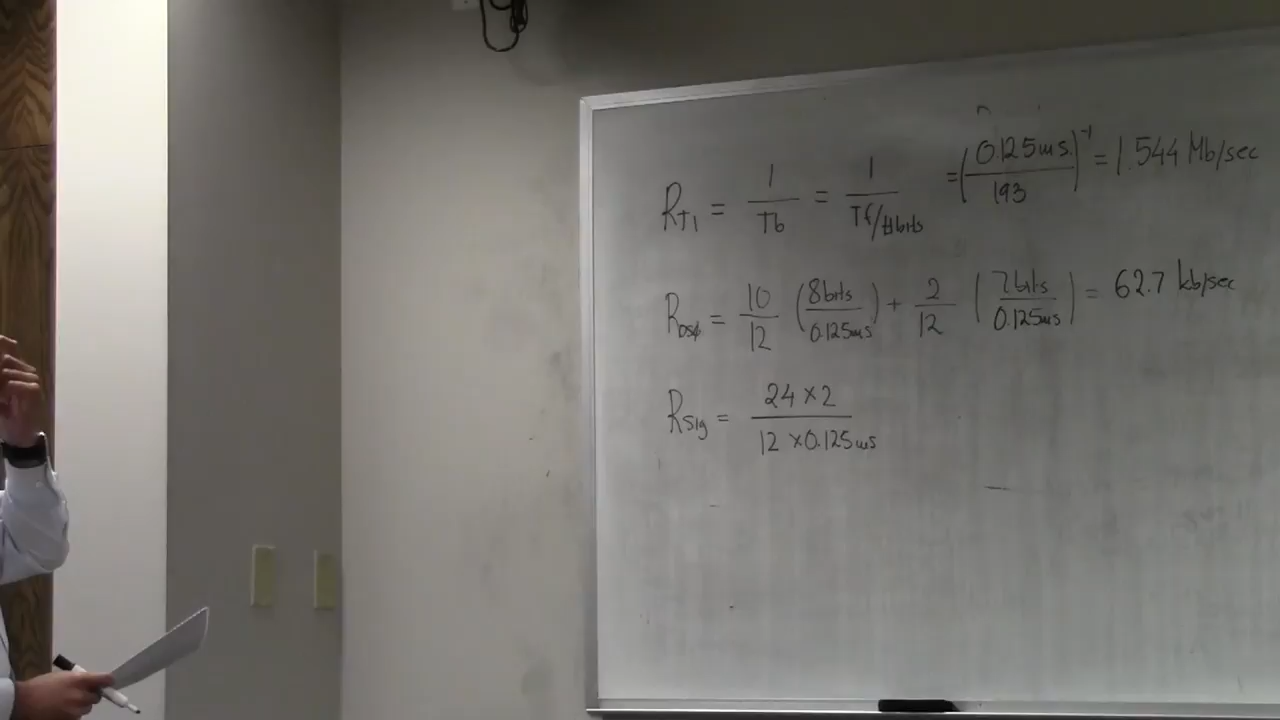 R_T1 = 1/Tb = 1/(Tf/#bits) = (0.125ms/193)^-1 = 1.544 Mb/sec
R_DSϕ = 10/12 (8bits/0.125ms) + 2/12 (7bits/0.125ms) = 62.7 kb/sec
R_Sig = 24×2/12×0.125ms